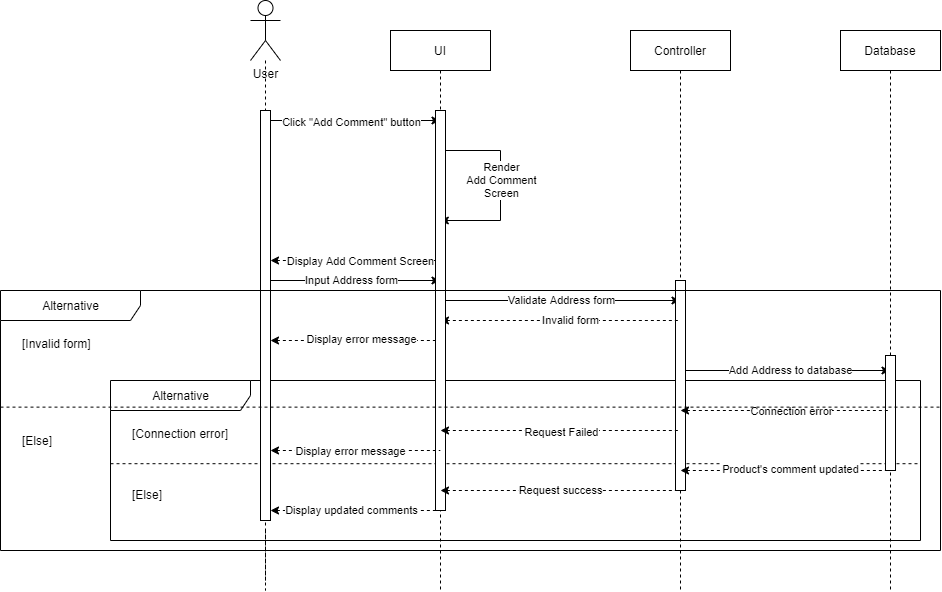 UI
Controller
Database
User
Click "Add Comment" button
Render
Add Comment
Screen
Display Add Comment Screen
Input Address form
Alternative
Validate Address form
Invalid form
[Invalid form]
Display error message
Add Address to database
Alternative
Connection error
[Else]
[Connection error]
Request Failed
Display error message
Product's comment updated
[Else]
Request success
Display updated comments